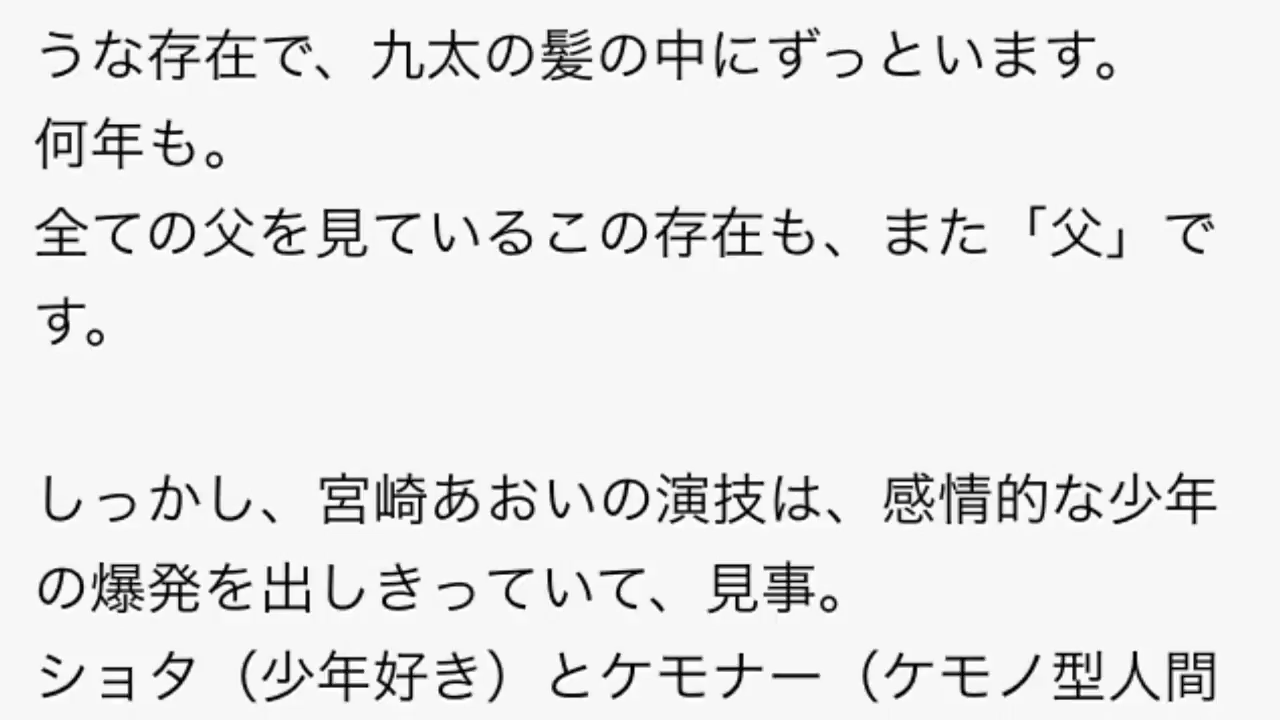 うな存在で、九太の髪の中にずっといます。
何年も。
全ての父を見ているこの存在も、また「父」で
す。
しっかし、宮崎あおいの演技は、感情的な少年
の爆発を出しきっていて、見事。
ショタ（少年好き）とケモナー（ケモノ型人間